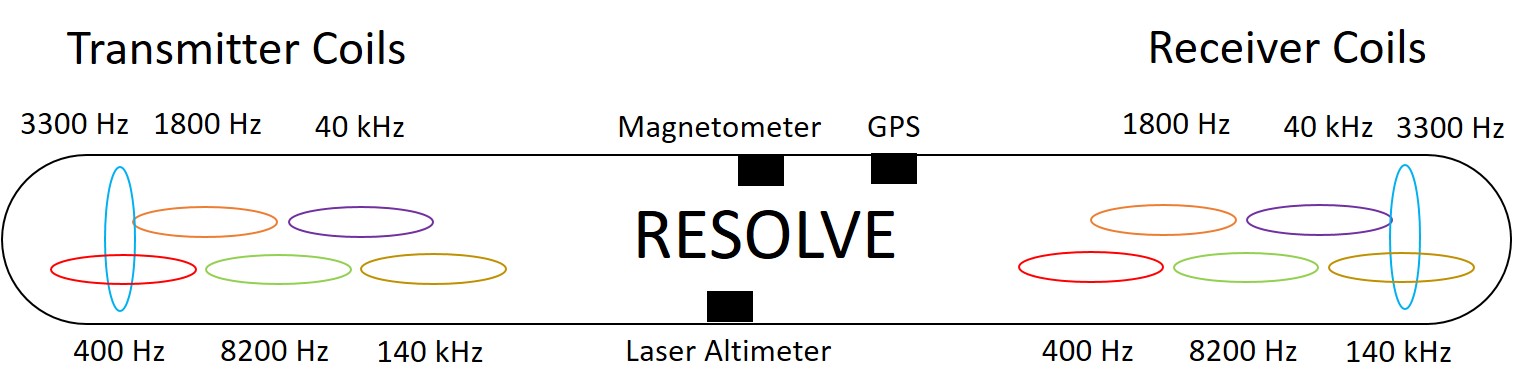 Transmitter Coils
Receiver Coils
3300 Hz 1800 Hz 40 kHz
Magnetometer GPS
1800 Hz 40 kHz 3300 Hz
RESOLVE
400 Hz 8200 Hz 140 kHz
Laser Altimeter
400 Hz 8200 Hz 140 kHz